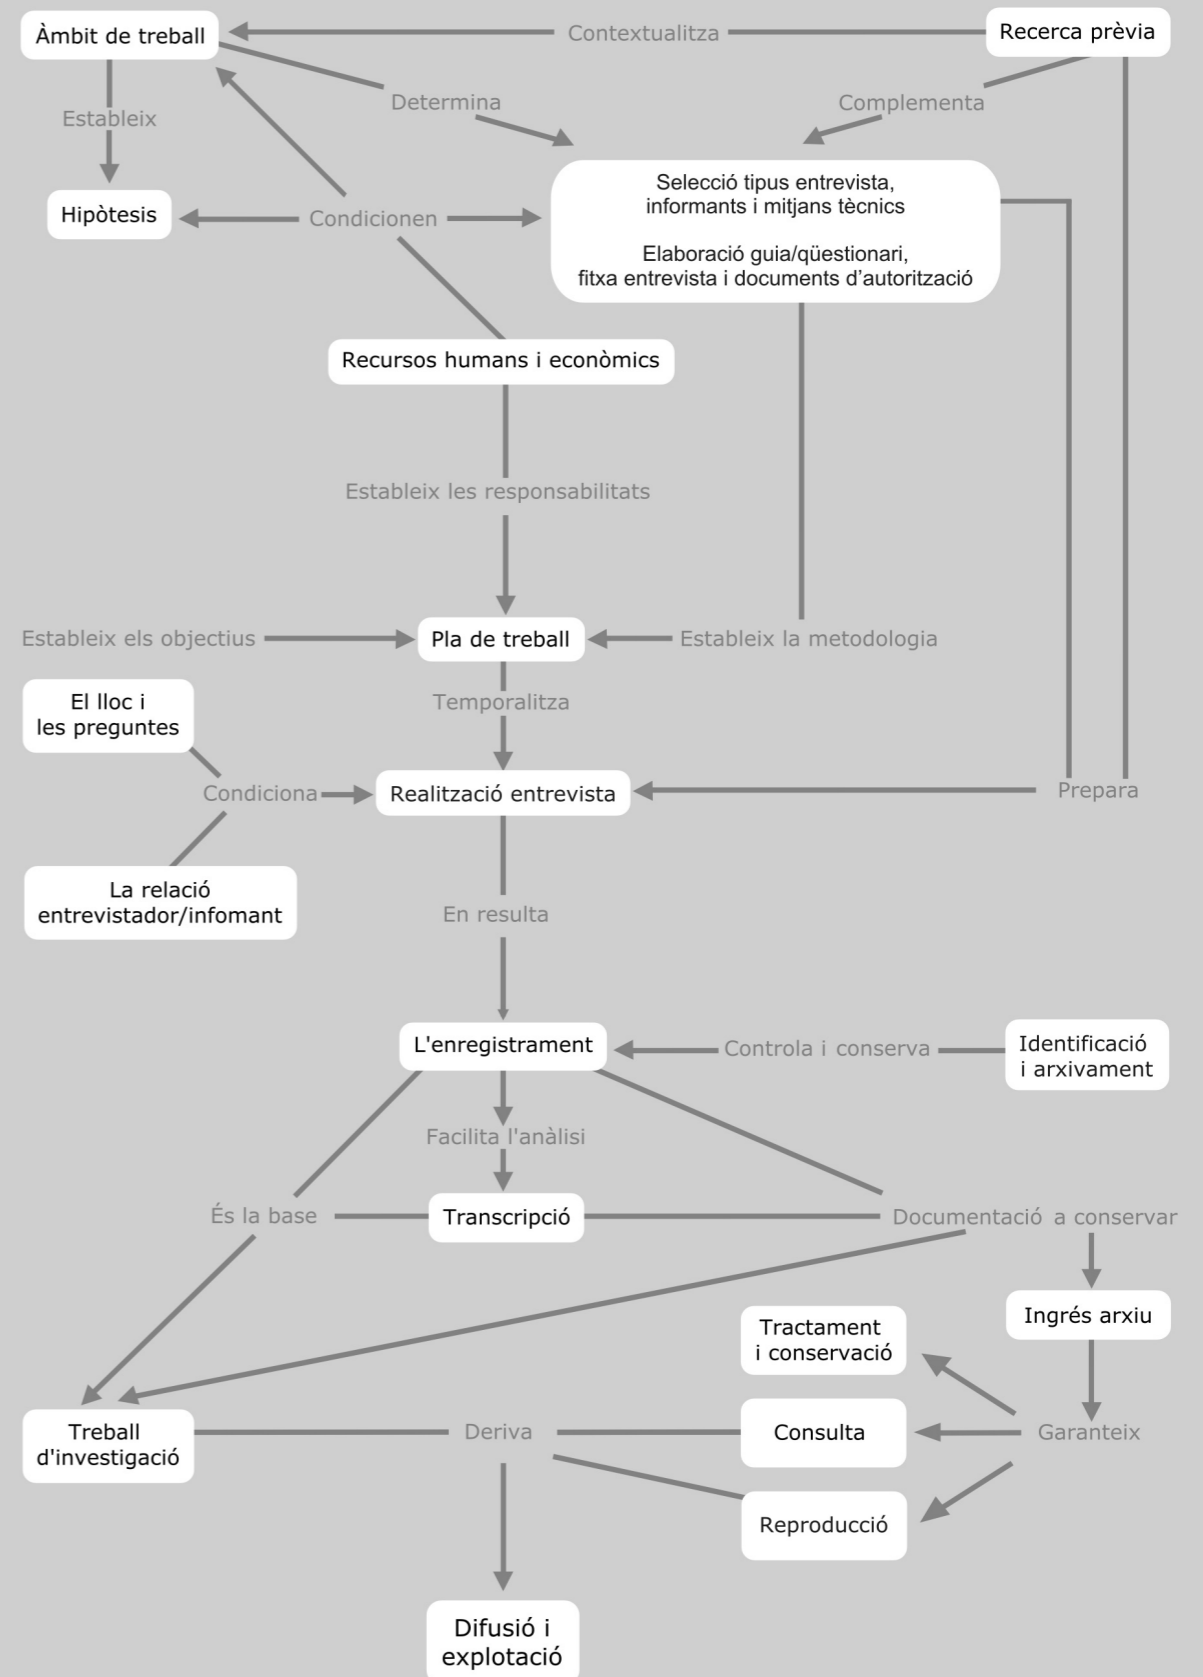 Àmbit de treball
Contextualitza
Recerca prèvia
Determina
Complementa
Estableix
Selecció tipus entrevista,
informants i mitjans tècnics
Elaboració guia/qüestionari,
fitxa entrevista i documents d'autorització
Hipòtesis
Condicionen
Recursos humans i econòmics
Estableix les responsabilitats
Estableix els objectius
Pla de treball
Estableix la metodologia
El lloc i
les preguntes
Temporalitza
Condiciona
Realització entrevista
Prepara
La relació
entrevistador/infomant
En resulta
L'enregistrament
Controla i conserva
Identificació
i arxivament
Facilita l'anàlisi
És la base
Transcripció
Documentació a conservar
Ingrés arxiu
Tractament
i conservació
Treball
d'investigació
Deriva
Consulta
Garanteix
Reproducció
Difusió i
explotació